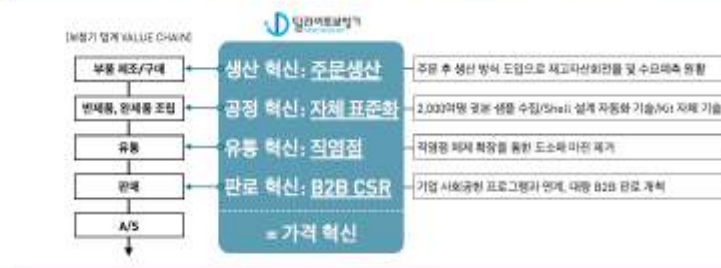 딜라이트보청기
[보청기 업계 VALUE CHAIN]
부품 제조/구매
생산 혁신: 주문생산
주문 후 생산 방식 도입으로 재고자산회전율 및 수요예측 원활
반제품, 완제품 조립
공정 혁신: 자체 표준화
2,000여명 귓본 샘플 수집/Shell 설계 자동화 기술/Kit 자체 기술
유통
유통 혁신: 직영점
직영점 체제 확장을 통한 도소매 마진 제거
판매
판로 혁신: B2B CSR
기업 사회공헌 프로그램과 연계, 대량 B2B 판로 개척
A/S
= 가격 혁신